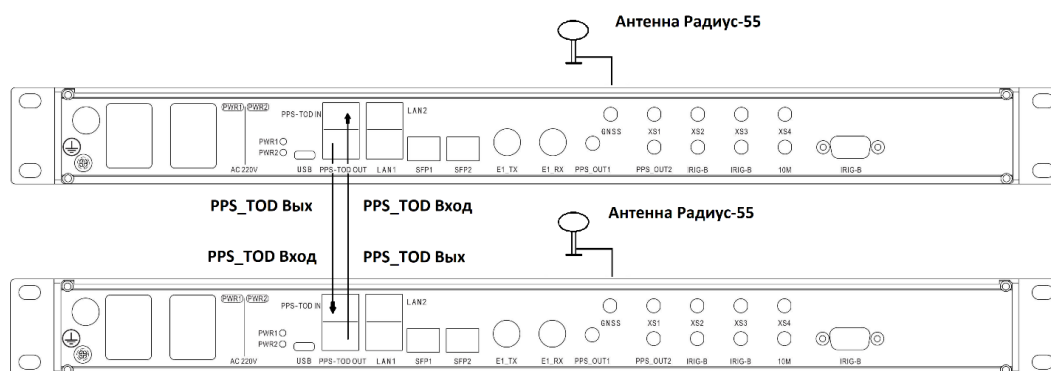 Антенна Радиус-55
PWR1 PWR2 PPS-TOD IN LAN2
GNSS XS1 XS2 XS3 XS4
PWR1
PWR2
AC 220V USB PPS-TOD OUT LAN1 SFP1 SFP2 E1_TX E1_RX PPS_OUT1 PPS_OUT2 IRIG-B IRIG-B 10M IRIG-B
PPS_TOD Вых PPS_TOD Вход
Антенна Радиус-55
PPS_TOD Вход PPS_TOD Вых
PWR1 PWR2 PPS-TOD IN LAN2
GNSS XS1 XS2 XS3 XS4
PWR1
PWR2
AC 220V USB PPS-TOD OUT LAN1 SFP1 SFP2 E1_TX E1_RX PPS_OUT1 PPS_OUT2 IRIG-B IRIG-B 10M IRIG-B